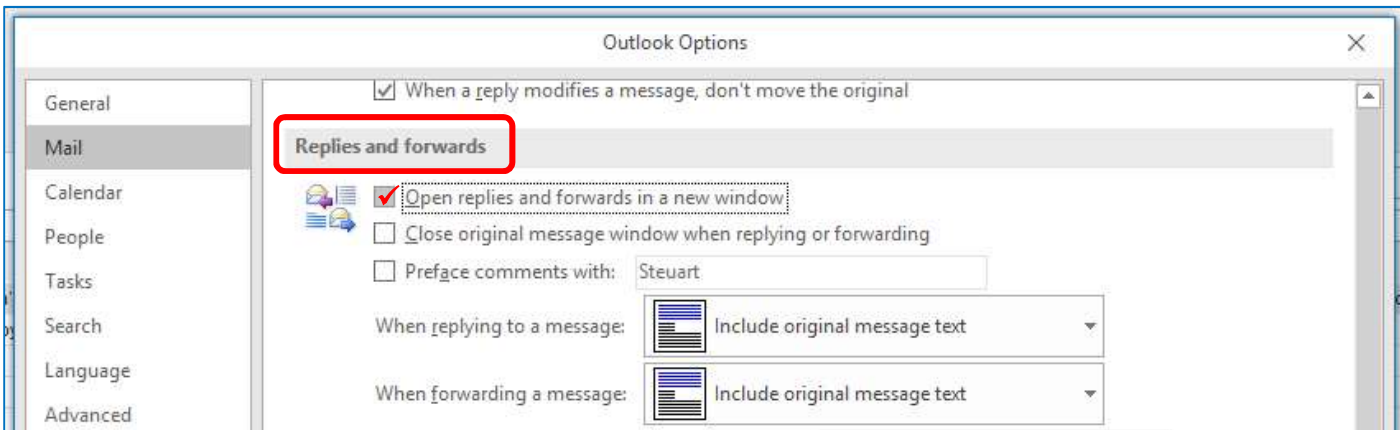 Outlook Options
When a reply modifies a message, don't move the original
General
Mail
Replies and forwards
Calendar
Open replies and forwards in a new window
People
Close original message window when replying or forwarding
Tasks
Preface comments with: Steuart
Search
When replying to a message: Include original message text
Language
When forwarding a message: Include original message text
Advanced